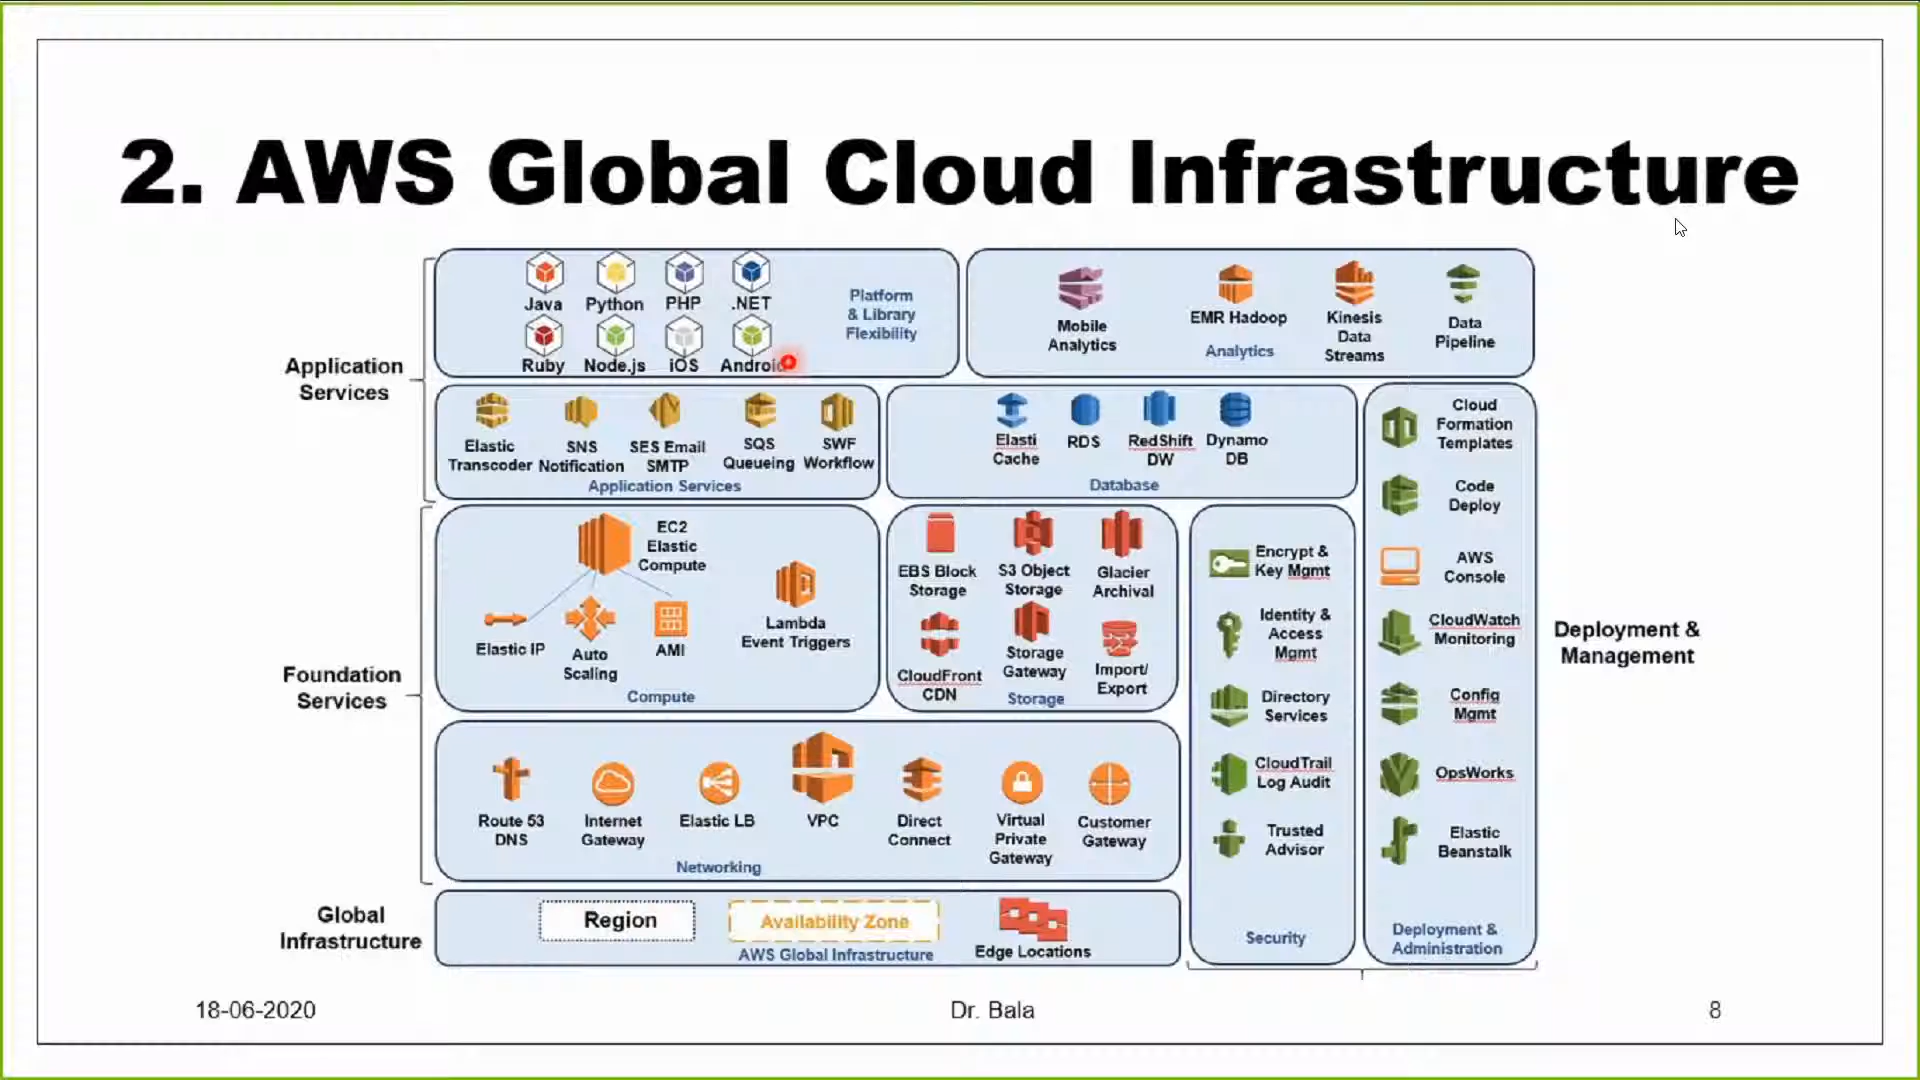 2. AWS Global Cloud Infrastructure
Application
Services
Java
Python
PHP
.NET
Ruby
Node.js
iOS
Android
Platform
& Library
Flexibility
Mobile
Analytics
EMR Hadoop
Analytics
Kinesis
Data
Streams
Data
Pipeline
Elastic
Transcoder
SNS
Notification
SES Email
SMTP
SQS
Queueing
SWF
Workflow
Application Services
Elasti
Cache
RDS
RedShift
DW
Dynamo
DB
Database
Foundation
Services
EC2
Elastic
Compute
Elastic IP
Auto
Scaling
AMI
Lambda
Event Triggers
Compute
EBS Block
Storage
S3 Object
Storage
Glacier
Archival
CloudFront
CDN
Storage
Gateway
Import/
Export
Storage
Route 53
DNS
Internet
Gateway
Elastic LB
VPC
Direct
Connect
Virtual
Private
Gateway
Customer
Gateway
Networking
Global
Infrastructure
Region
Availability Zone
Edge Locations
AWS Global Infrastructure
Encrypt &
Key Mgmt
Identity &
Access
Mgmt
Directory
Services
CloudTrail
Log Audit
Trusted
Advisor
Security
Cloud
Formation
Templates
Code
Deploy
AWS
Console
CloudWatch
Monitoring
Config
Mgmt
OpsWorks
Elastic
Beanstalk
Deployment &
Administration
Deployment &
Management
18-06-2020
Dr. Bala
8